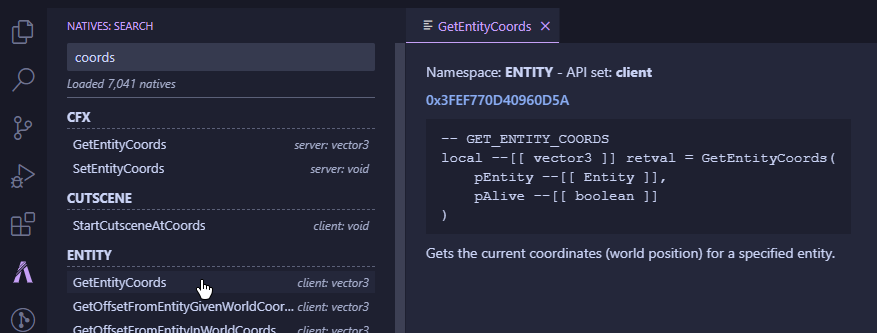 NATIVES: SEARCH
coords
Loaded 7,041 natives
CFX
GetEntityCoords server: vector3
SetEntityCoords server: void
CUTSCENE
StartCutsceneAtCoords client: void
ENTITY
GetEntityCoords client: vector3
GetOffsetFromEntityGivenWorldCoor... client: vector3
GetOffsetFromEntityInWorldCoords client: vector3
GetEntityCoords
Namespace: ENTITY - API set: client
0x3FEF770D40960D5A
-- GET_ENTITY_COORDS
local --[[ vector3 ]] retval = GetEntityCoords(
pEntity --[[ Entity ]],
pAlive --[[ boolean ]]
)
Gets the current coordinates (world position) for a specified entity.